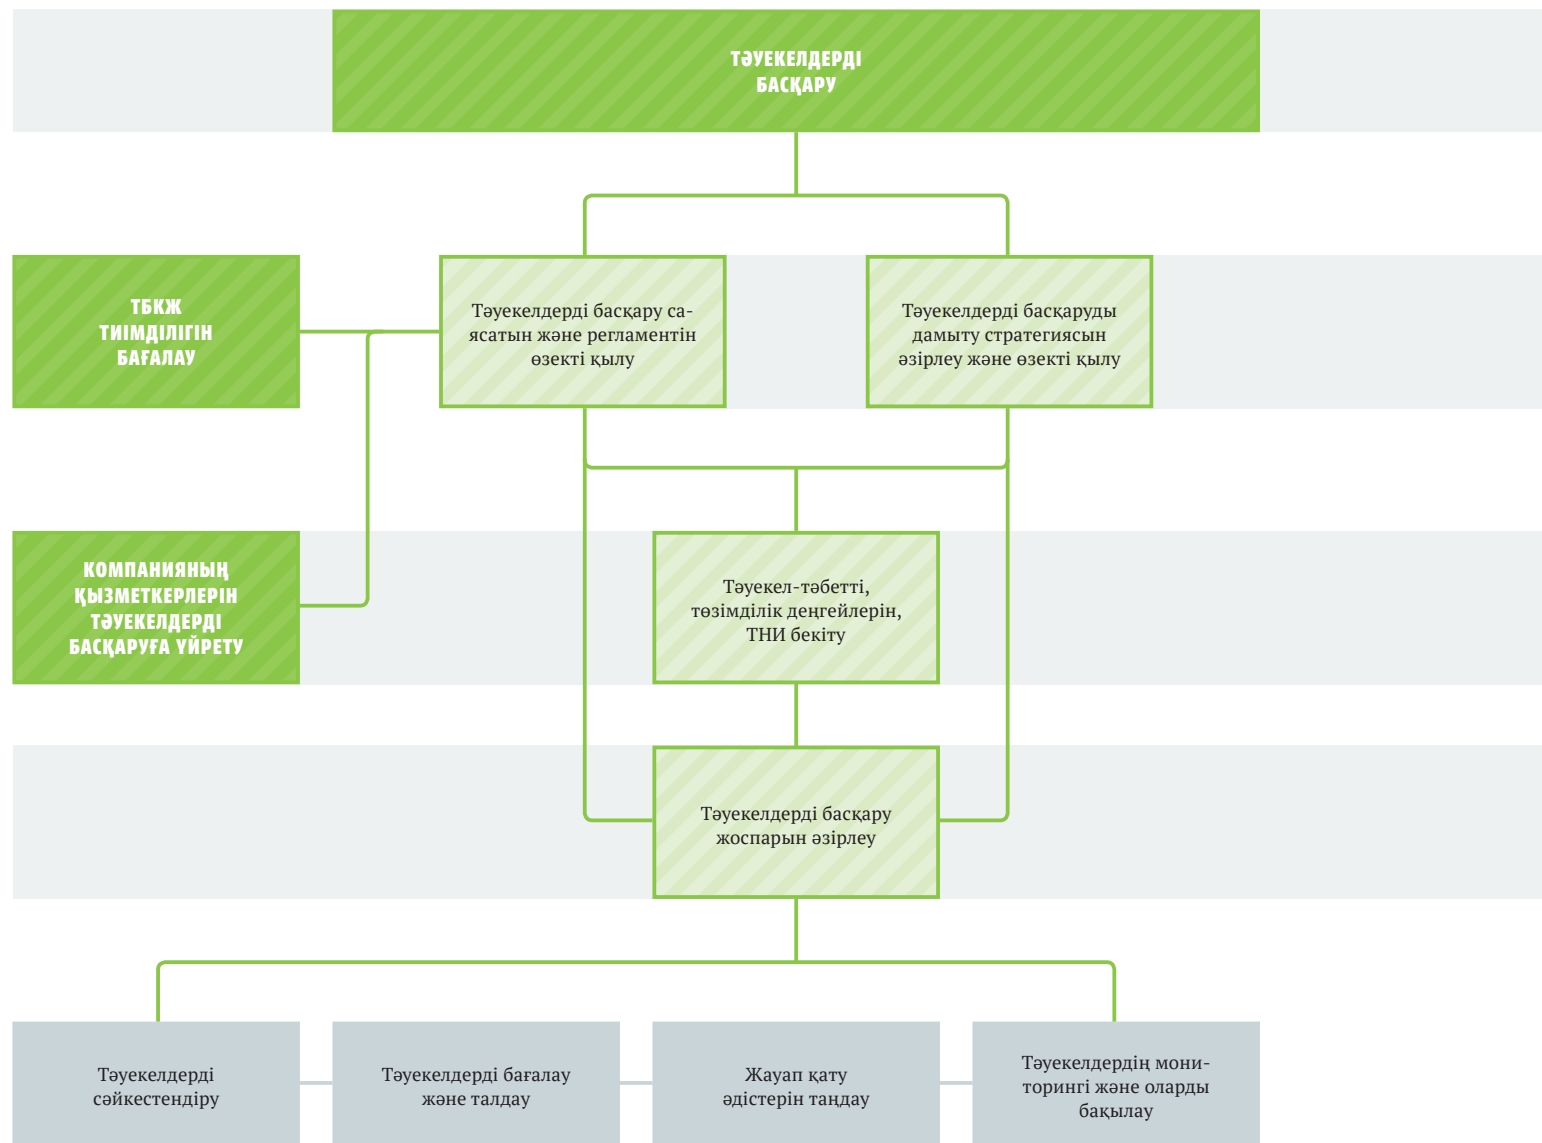 ТӘУЕКЕЛДЕРДІ
БАСҚАРУ
ТБКЖ
ТИІМДІЛІГІН
БАҒАЛАУ
Тәуекелдерді басқару са-
ясатын және регламентін
өзекті қылу
Тәуекелдерді басқаруды
дамыту стратегиясын
әзірлеу және өзекті қылу
КОМПАНИЯНЫҢ
ҚЫЗМЕТКЕРЛЕРІН
ТӘУЕКЕЛДЕРДІ
БАСҚАРУҒА ҮЙРЕТУ
Тәуекел-тәбетті,
төзімділік деңгейлерін,
ТНИ бекіту
Тәуекелдерді басқару
жоспарын әзірлеу
Тәуекелдерді
сәйкестендіру
Тәуекелдерді бағалау
және талдау
Жауап қату
әдістерін таңдау
Тәуекелдердің мони-
торингі және оларды
бақылау